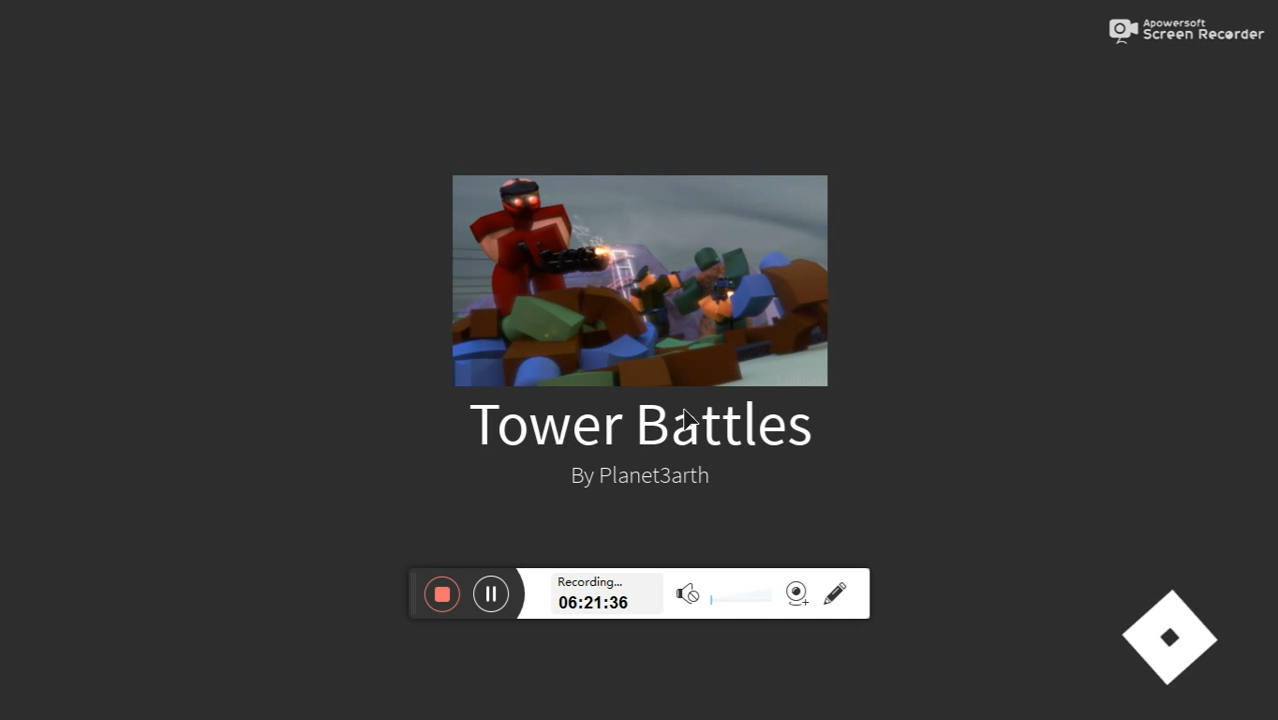 Apowersoft
Screen Recorder
Tower Battles
By Planet3arth
Recording...
06:21:36